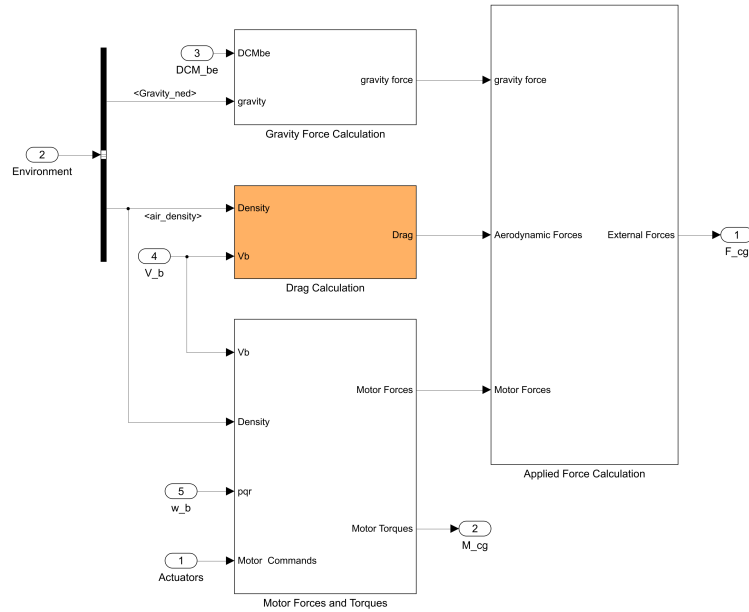 3
DCM_be
DCMbe
gravity force
<Gravity_ned>
gravity
Gravity Force Calculation
gravity force
2
Environment
<air_density>
Density
Drag
Vb
4
V_b
Drag Calculation
Aerodynamic Forces
External Forces
1
F_cg
Vb
Motor Forces
Motor Forces
Density
Applied Force Calculation
5
w_b
pqr
Motor Torques
2
M_cg
1
Actuators
Motor  Commands
Motor Forces and Torques